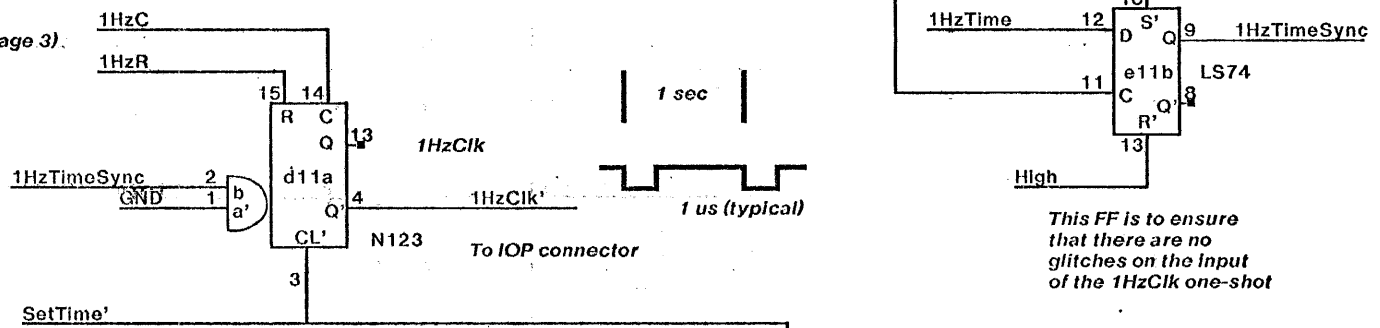 1HzC
age 3).
1HzR
15 14
R C
Q 13
1HzClk
d11a
1HzTimeSync 2 b
GND 1 a'
Q' 4 1HzClk'
CL' N123
To IOP connector
3
SetTime'
1 sec
1 us (typical)
10
1HzTime 12 D S' Q 9 1HzTimeSync
e11b LS74
11 C
Q' 8
R'
13
High
This FF is to ensure
that there are no
glitches on the input
of the 1HzClk one-shot